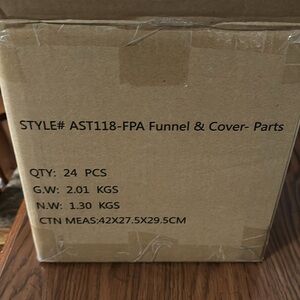 STYLE# AST118-FPA Funnel & Cover- Parts
QTY: 24 PCS
G.W: 2.01 KGS
N.W: 1.30 KGS
CTN MEAS:42X27.5X29.5CM